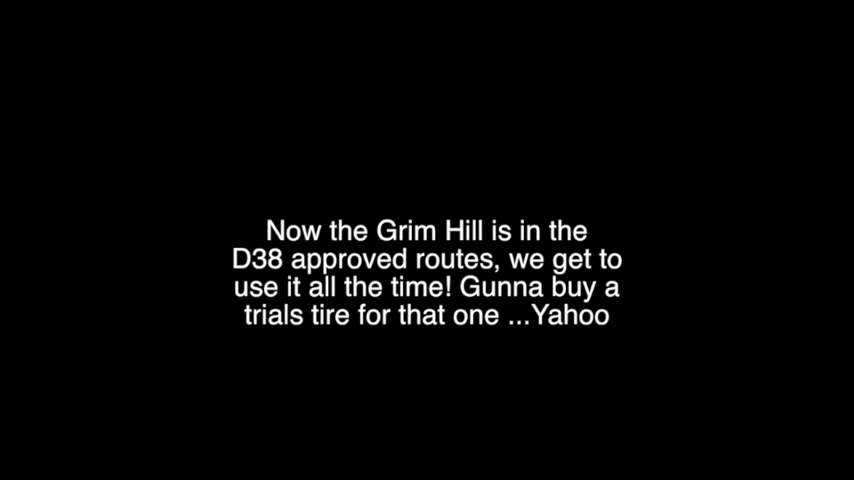 Now the Grim Hill is in the
D38 approved routes, we get to
use it all the time! Gunna buy a
trials tire for that one ...Yahoo